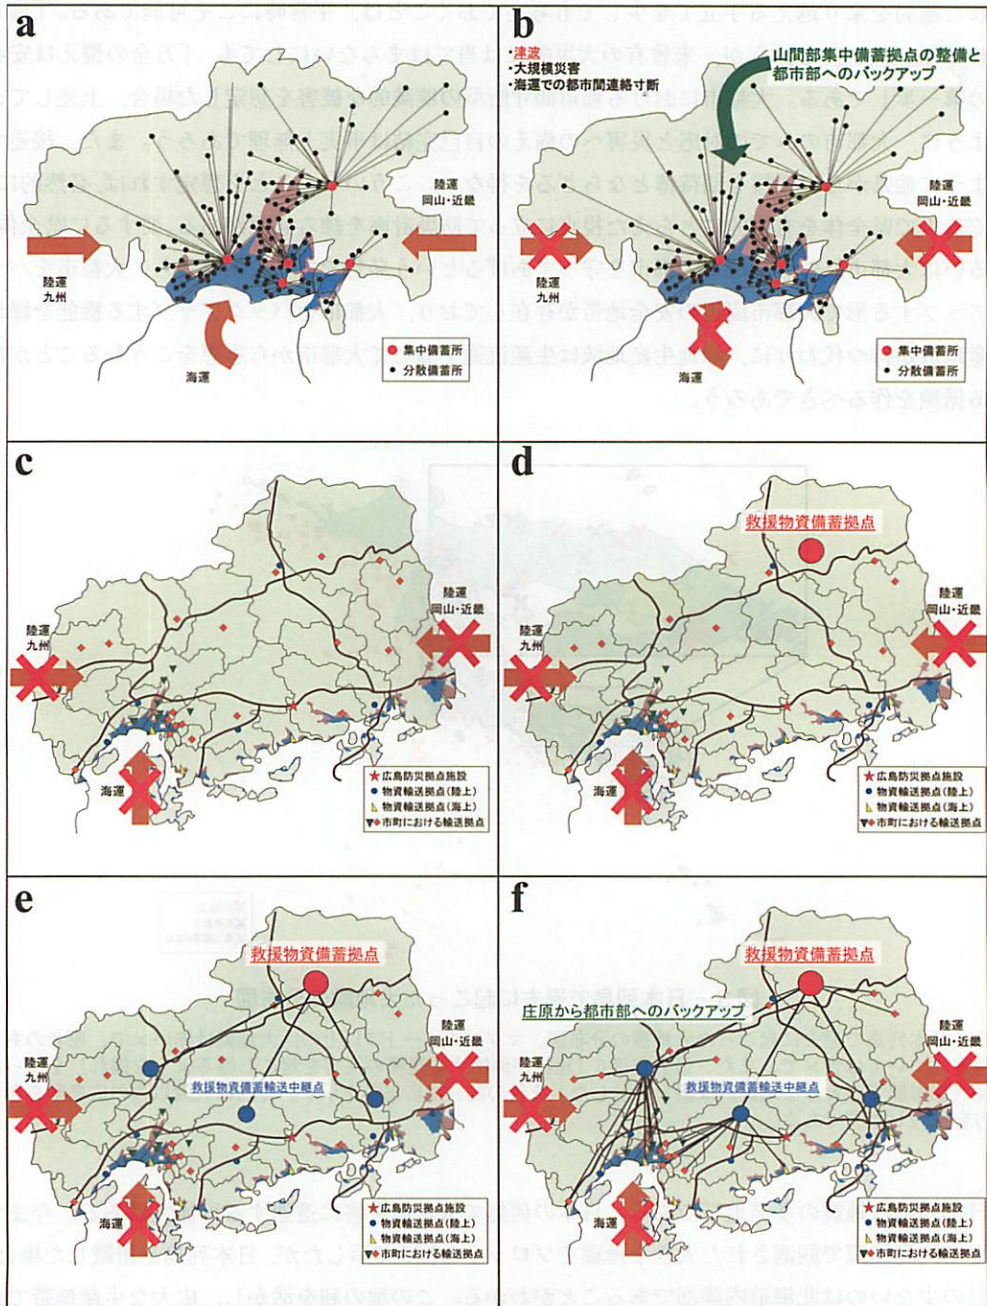 a
陸運
岡山・近畿
陸運
九州
海運
集中備蓄所
分散備蓄所
b
・津波
・大規模災害
海運での都市間連絡寸断
山間部集中備蓄拠点の整備と
都市部へのバックアップ
陸運
岡山・近畿
陸運
九州
海運
集中備蓄所
分散備蓄所
c
陸運
岡山・近畿
陸運
九州
海運
広島防災拠点施設
物資輸送拠点(陸上)
物資輸送拠点(海上)
市町における輸送拠点
d
救援物資備蓄拠点
陸運
岡山・近畿
陸運
九州
海運
広島防災拠点施設
物資輸送拠点(陸上)
物資輸送拠点(海上)
市町における輸送拠点
e
救援物資備蓄拠点
陸運
岡山・近畿
陸運
九州
救援物資備蓄輸送中継点
海運
広島防災拠点施設
物資輸送拠点(陸上)
物資輸送拠点(海上)
市町における輸送拠点
f
救援物資備蓄拠点
庄原から都市部へのバックアップ
陸運
岡山・近畿
陸運
九州
救援物資備蓄輸送中継点
海運
広島防災拠点施設
物資輸送拠点(陸上)
物資輸送拠点(海上)
市町における輸送拠点